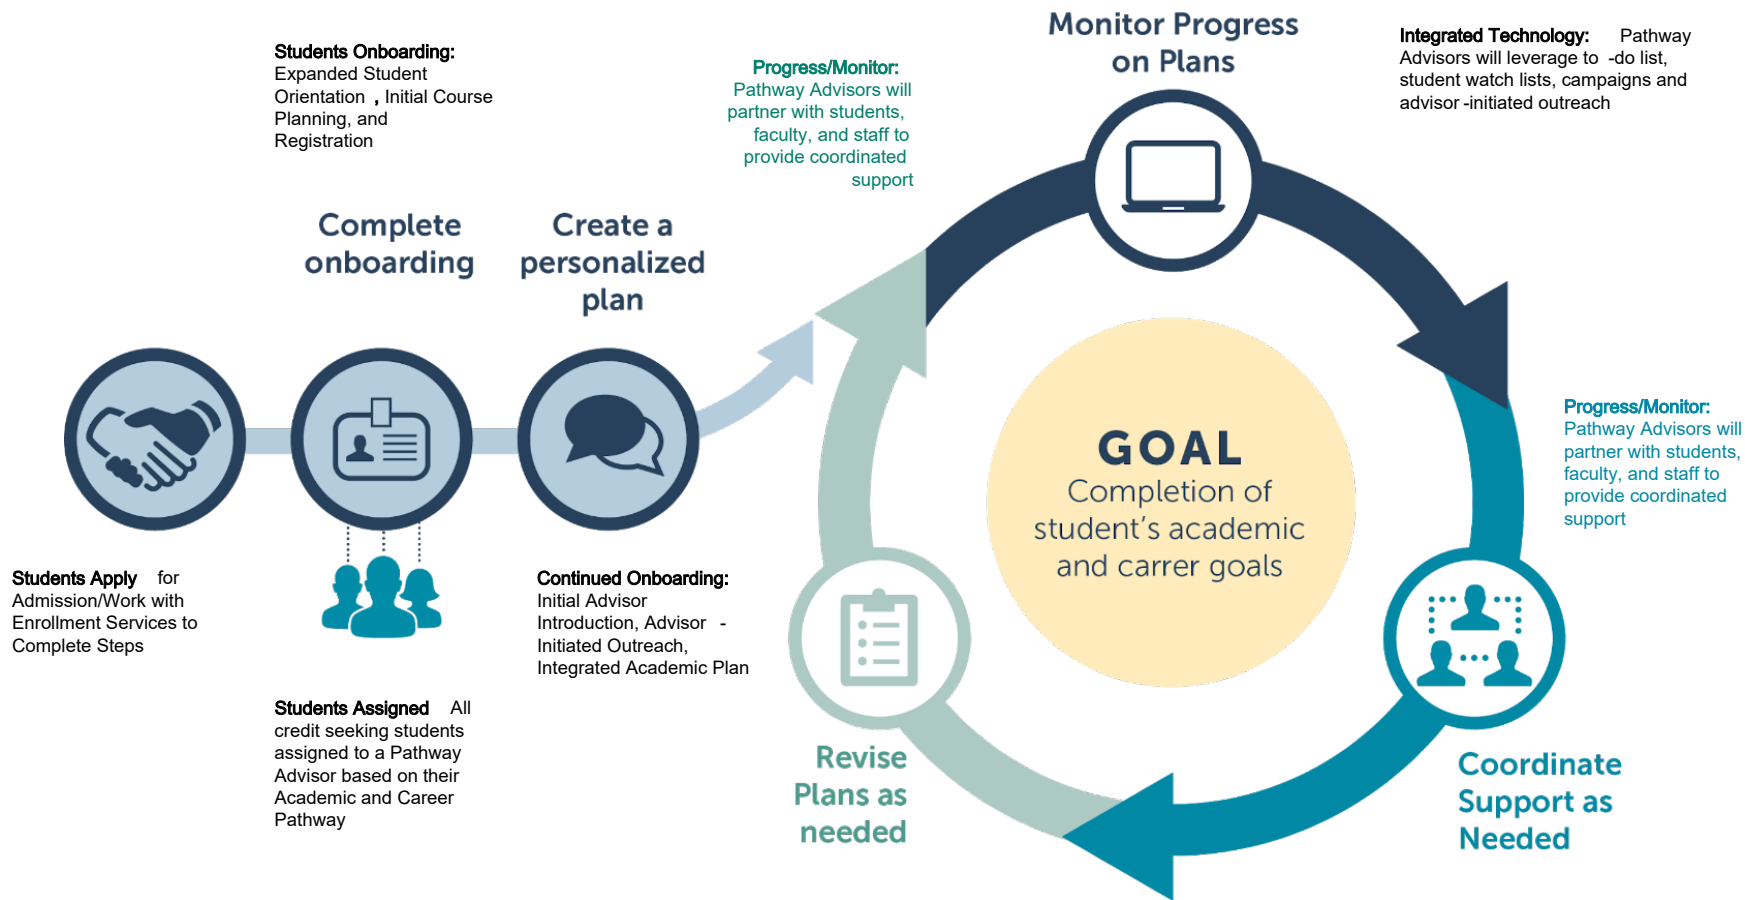 Students Onboarding:
Expanded Student
Orientation , Initial Course
Planning, and
Registration
Complete
onboarding
Create a
personalized
plan
Students Apply for
Admission/Work with
Enrollment Services to
Complete Steps
Students Assigned All
credit seeking students
assigned to a Pathway
Advisor based on their
Academic and Career
Pathway
Continued Onboarding:
Initial Advisor
Introduction, Advisor -
Initiated Outreach,
Integrated Academic Plan
Progress/Monitor:
Pathway Advisors will
partner with students,
faculty, and staff to
provide coordinated
support
Monitor Progress
on Plans
Integrated Technology: Pathway
Advisors will leverage to -do list,
student watch lists, campaigns and
advisor -initiated outreach
GOAL
Completion of
student's academic
and carrer goals
Progress/Monitor:
Pathway Advisors will
partner with students,
faculty, and staff to
provide coordinated
support
Coordinate
Support as
Needed
Revise
Plans as
needed